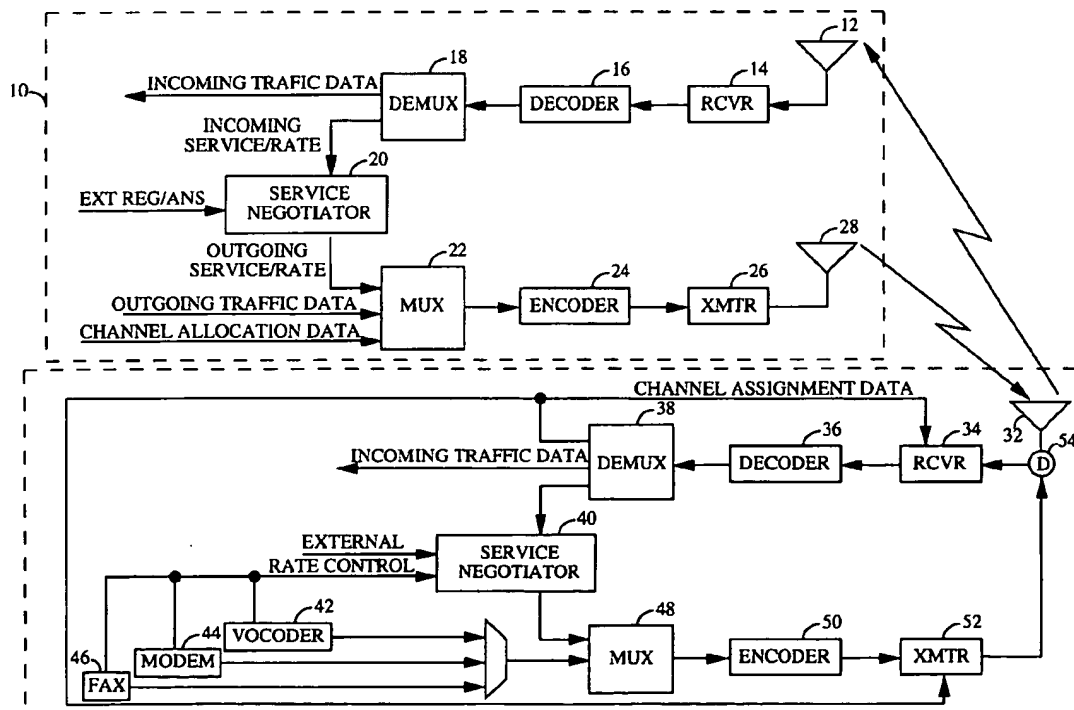 10
12
18
16
14
INCOMING TRAFIC DATA
DEMUX
DECODER
RCVR
INCOMING
SERVICE/RATE
20
EXT REG/ANS
SERVICE
NEGOTIATOR
OUTGOING
SERVICE/RATE
22
24
26
28
OUTGOING TRAFFIC DATA
MUX
ENCODER
XMTR
CHANNEL ALLOCATION DATA
CHANNEL ASSIGNMENT DATA
38
36
34
32
54
INCOMING TRAFFIC DATA
DEMUX
DECODER
RCVR
D
40
EXTERNAL
SERVICE
NEGOTIATOR
RATE CONTROL
42
VOCODER
44
MODEM
46
FAX
48
50
52
MUX
ENCODER
XMTR